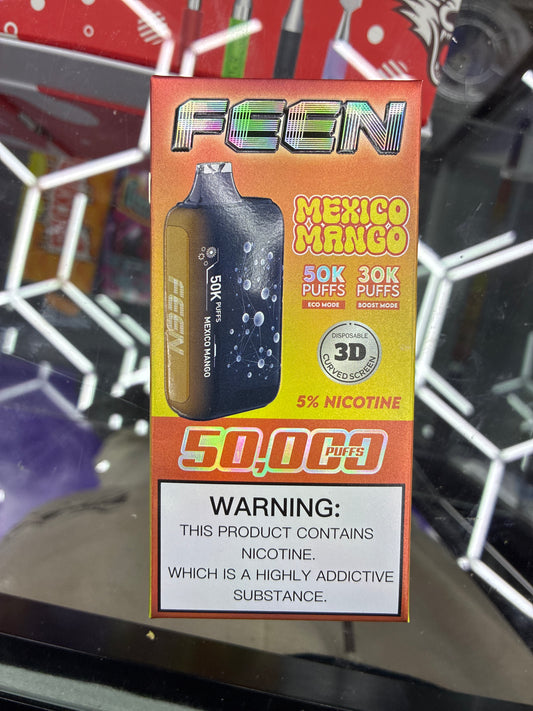 FEEN
MEXICO
MANGO
50K 30K
PUFFS PUFFS
ECO MODE BOOST MODE
FEEN
50K PUFFS
MEXICO MANGO
DISPOSABLE
3D
CURVED SCREEN
5% NICOTINE
50,000 PUFFS
WARNING:
THIS PRODUCT CONTAINS
NICOTINE.
WHICH IS A HIGHLY ADDICTIVE
SUBSTANCE.